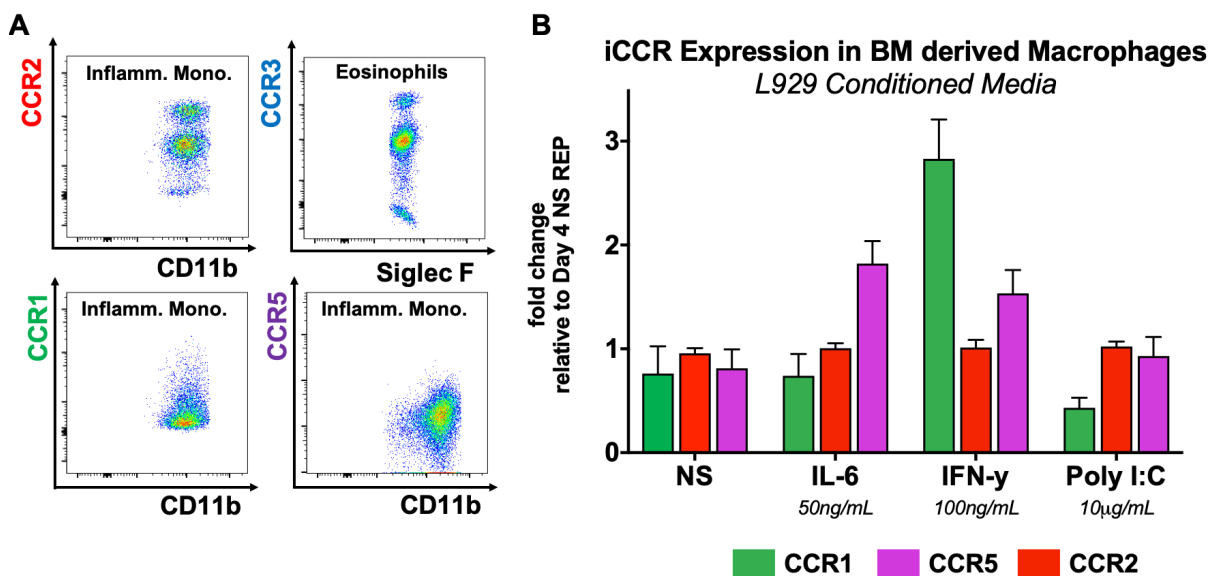 A
CCR2
Inflamm. Mono.
CD11b
CCR3
Eosinophils
Siglec F
CCR1
Inflamm. Mono.
CD11b
CCR5
Inflamm. Mono.
CD11b
B
iCCR Expression in BM derived Macrophages
L929 Conditioned Media
fold change
relative to Day 4 NS REP
3
2
1
0
NS
IL-6
50ng/mL
IFN-y
100ng/mL
Poly I:C
10μg/mL
CCR1
CCR5
CCR2